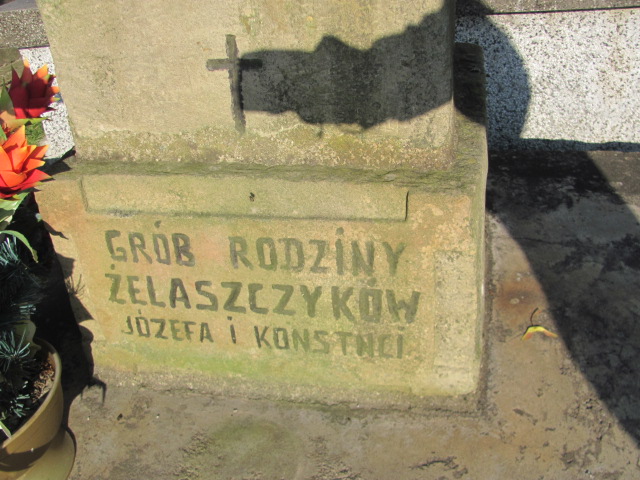 GRÓB RODZINY
ŻELASZCZYKÓW
JÓZEFA i KONSTNCİ